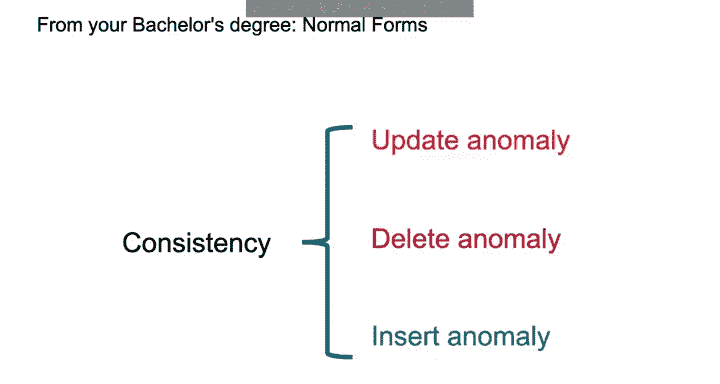 From your Bachelor's degree: Normal Forms
Update anomaly
Consistency
Delete anomaly
Insert anomaly